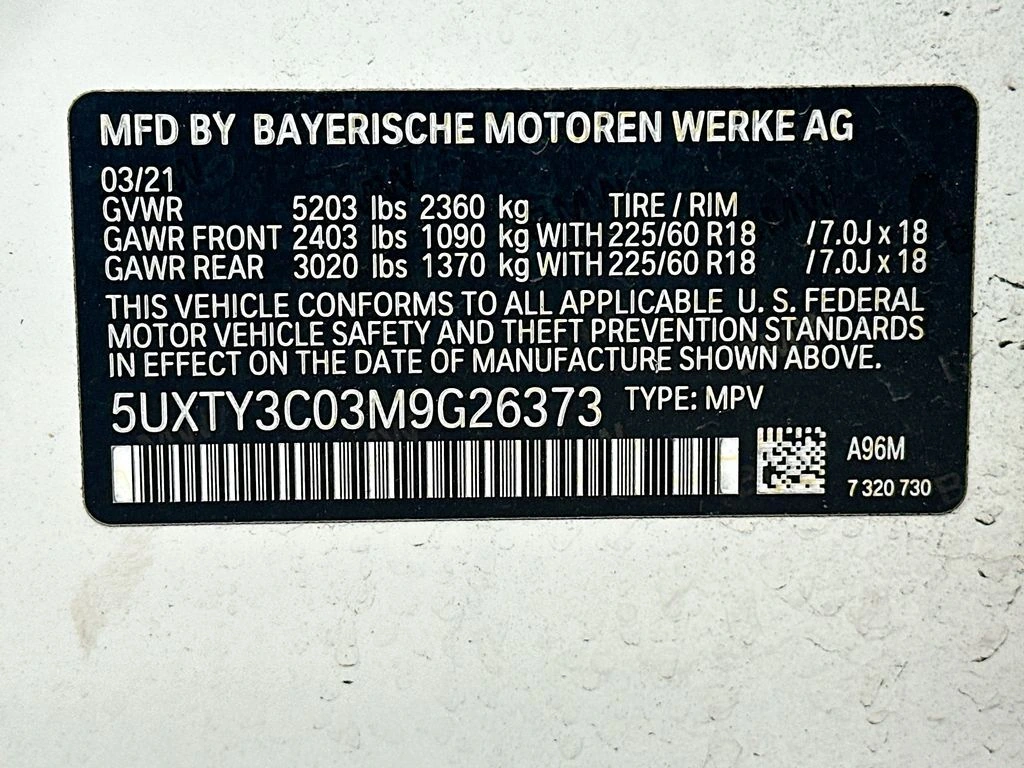 MFD BY BAYERISCHE MOTOREN WERKE AG
03/21
GVWR 5203 lbs 2360 kg TIRE / RIM
GAWR FRONT 2403 lbs 1090 kg WITH 225/60 R18 / 7.0J x 18
GAWR REAR 3020 lbs 1370 kg WITH 225/60 R18 / 7.0J x 18
THIS VEHICLE CONFORMS TO ALL APPLICABLE U. S. FEDERAL
MOTOR VEHICLE SAFETY AND THEFT PREVENTION STANDARDS
IN EFFECT ON THE DATE OF MANUFACTURE SHOWN ABOVE.
5UXTY3C03M9G26373 TYPE: MPV
A96M
7 320 730